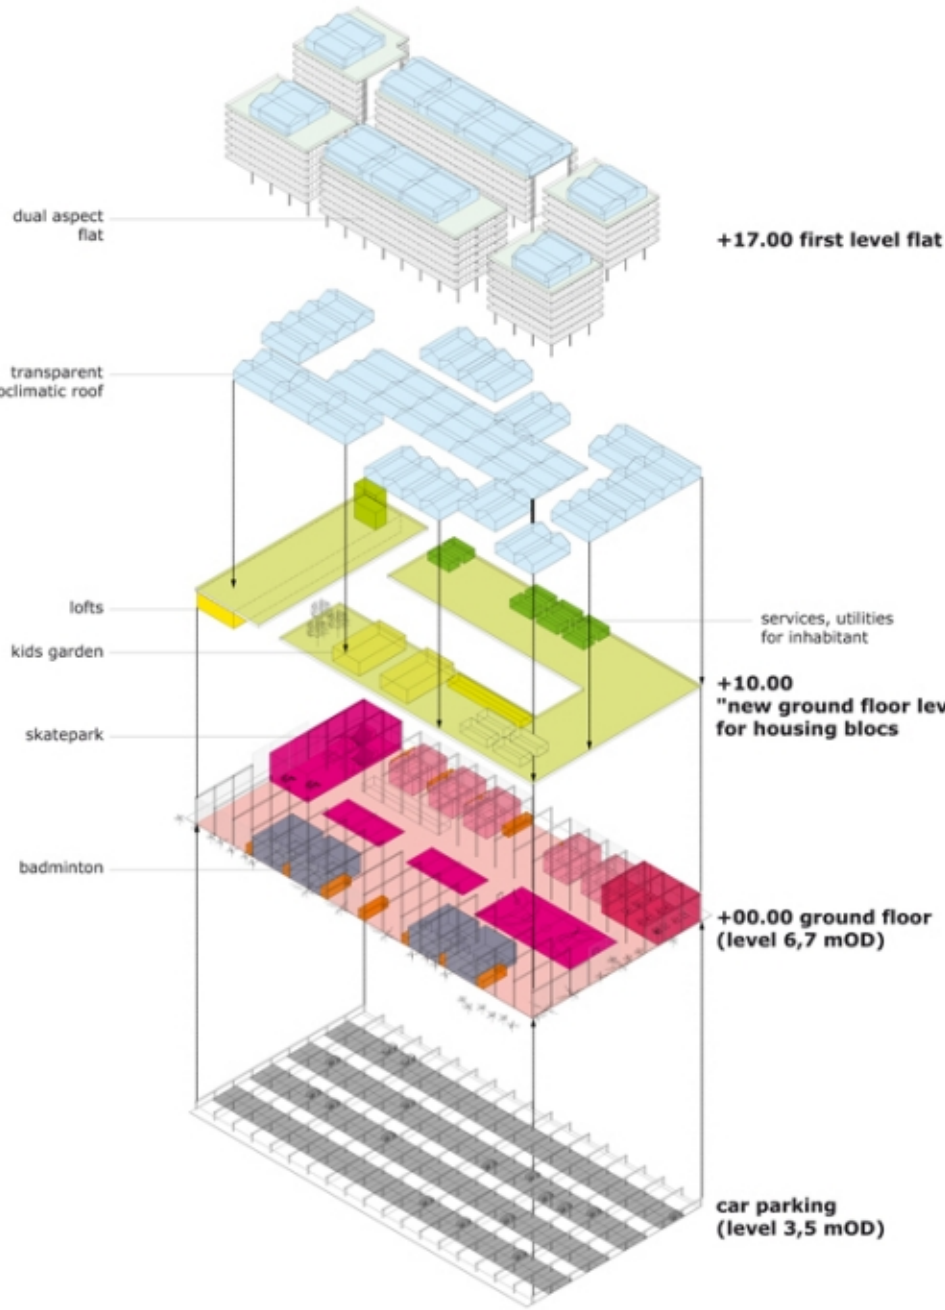 dual aspect
flat
+17.00 first level flat
transparent
oclimatic roof
lofts
kids garden
services, utilities
for inhabitant
+10.00
"new ground floor lev
for housing blocs
skatepark
badminton
+00.00 ground floor
(level 6,7 mOD)
car parking
(level 3,5 mOD)